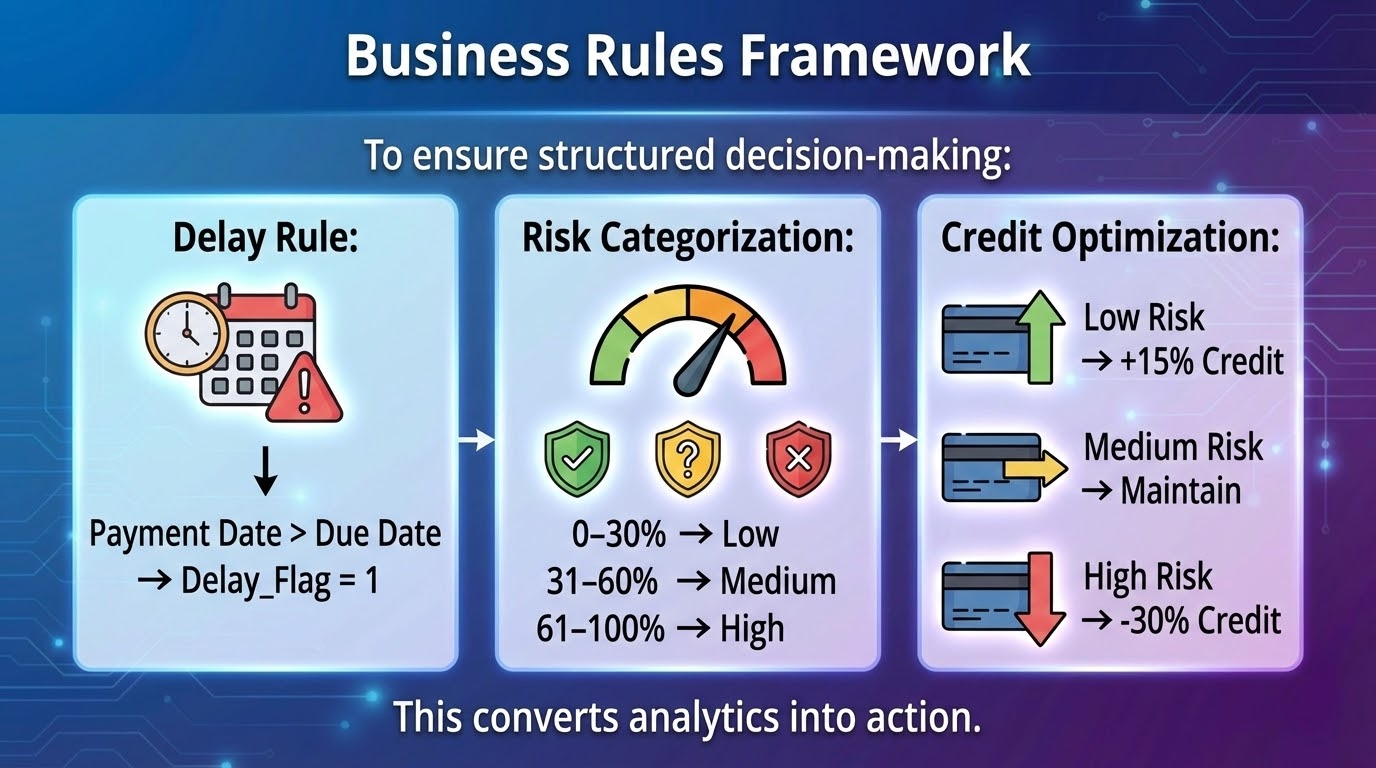 Business Rules Framework
To ensure structured decision-making:
Delay Rule:
Payment Date > Due Date
→ Delay_Flag = 1
Risk Categorization:
0–30% → Low
31–60% → Medium
61–100% → High
Credit Optimization:
Low Risk
→ +15% Credit
Medium Risk
→ Maintain
High Risk
→ -30% Credit
This converts analytics into action.